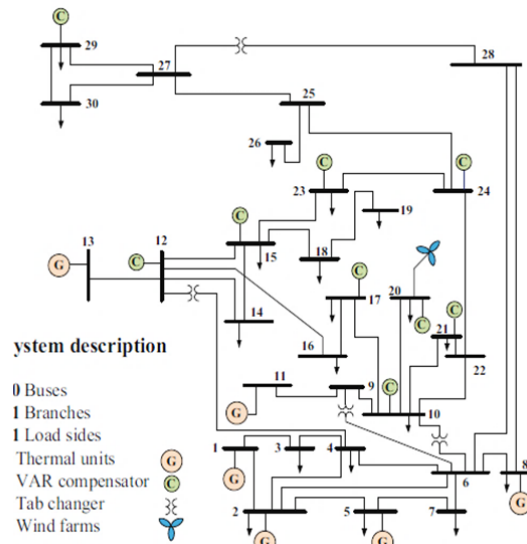 C
29
27
28
30
25
26
C
C
23
24
C
19
13
12
15
18
G
C
C
17
20
14
C
C
21
ystem description
16
22
0 Buses
11
9
C
10
1 Branches
G
1 Load sides
1
3
4
6
8
Thermal units G
G
VAR compensator C
G
Tab changer
2
5
7
Wind farms
G
G